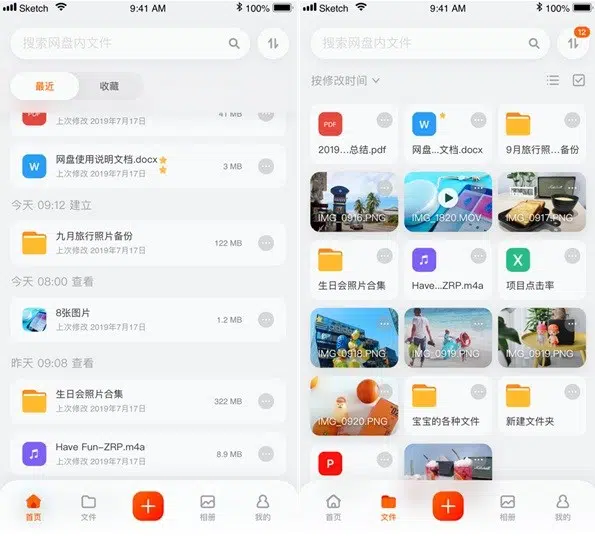 Sketch
9:41 AM
100%
搜索网盘内文件
最近
收藏
PDF
41 MB
上次修改 2019年7月17日
网盘使用说明文档.docx
W
上次修改 2019年7月17日
3 MB
今天 09:12 建立
九月旅行照片备份
上次修改 2019年7月17日
122 MB
今天 08:00 查看
8张图片
上次修改 2019年7月17日
1.2 MB
昨天 09:08 查看
生日会照片合集
上次修改 2019年7月17日
322 MB
Have Fun-ZRP.m4a
上次修改 2019年7月17日
8.9 MB
首页
文件
相册
我的
Sketch
9:41 AM
100%
搜索网盘内文件
12
按修改时间
PDF
W
2019...总结.pdf
网盘...文档.docx
9月旅行照...备份
IMG_0916.PNG
IMG_1820.MOV
IMG_0917.PNG
X
生日会照片合集
Have...ZRP.m4a
项目点击率
IMG_0918.PNG
IMG_0919.PNG
IMG_0919.PNG
IMG_0920.PNG
宝宝的各种文件
新建文件夹
P
首页
文件
相册
我的